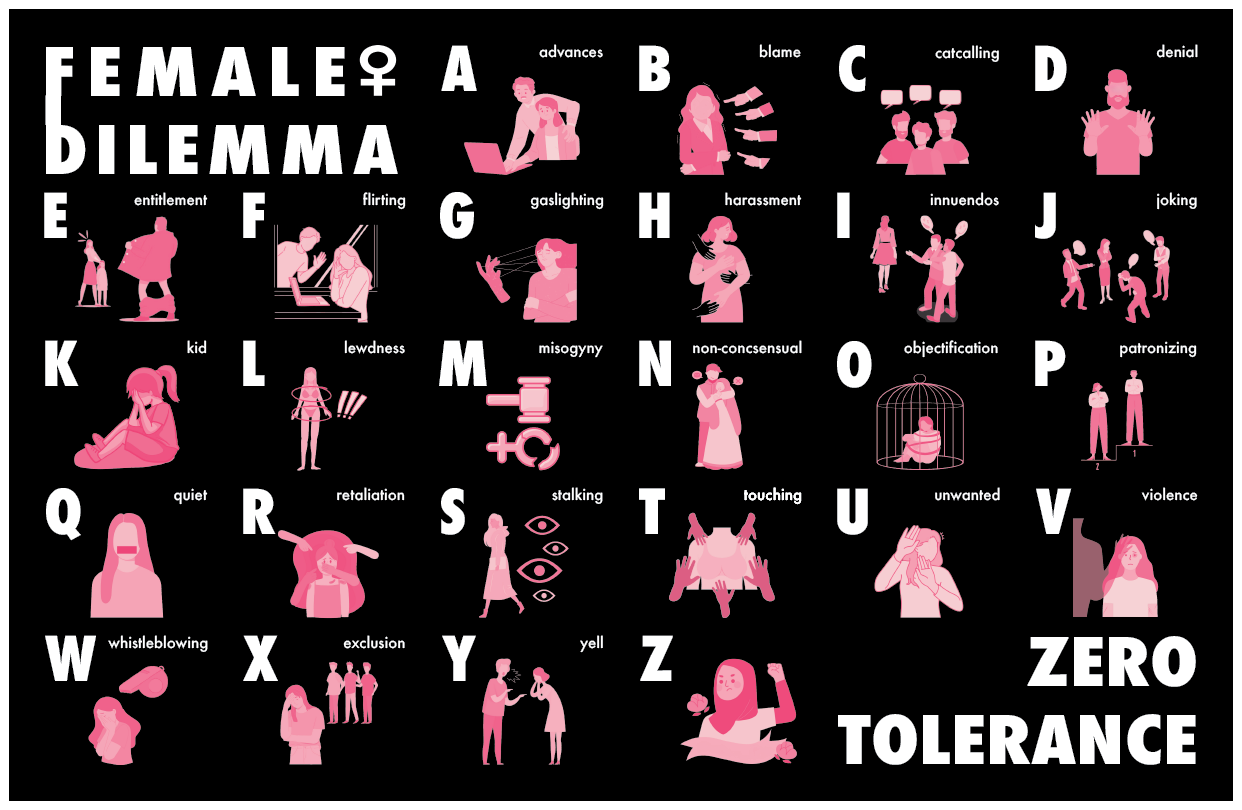 FEMALE♀
DILEMMA
A advances
B blame
C catcalling
D denial
E entitlement
F flirting
G gaslighting
H harassment
I innuendos
J joking
K kid
L lewdness
!!!
M misogyny
N non-concsensual
O objectification
P patronizing
2 1
Q quiet
R retaliation
S stalking
T touching
U unwanted
V violence
W whistleblowing
X exclusion
Y yell
Z
ZERO
TOLERANCE